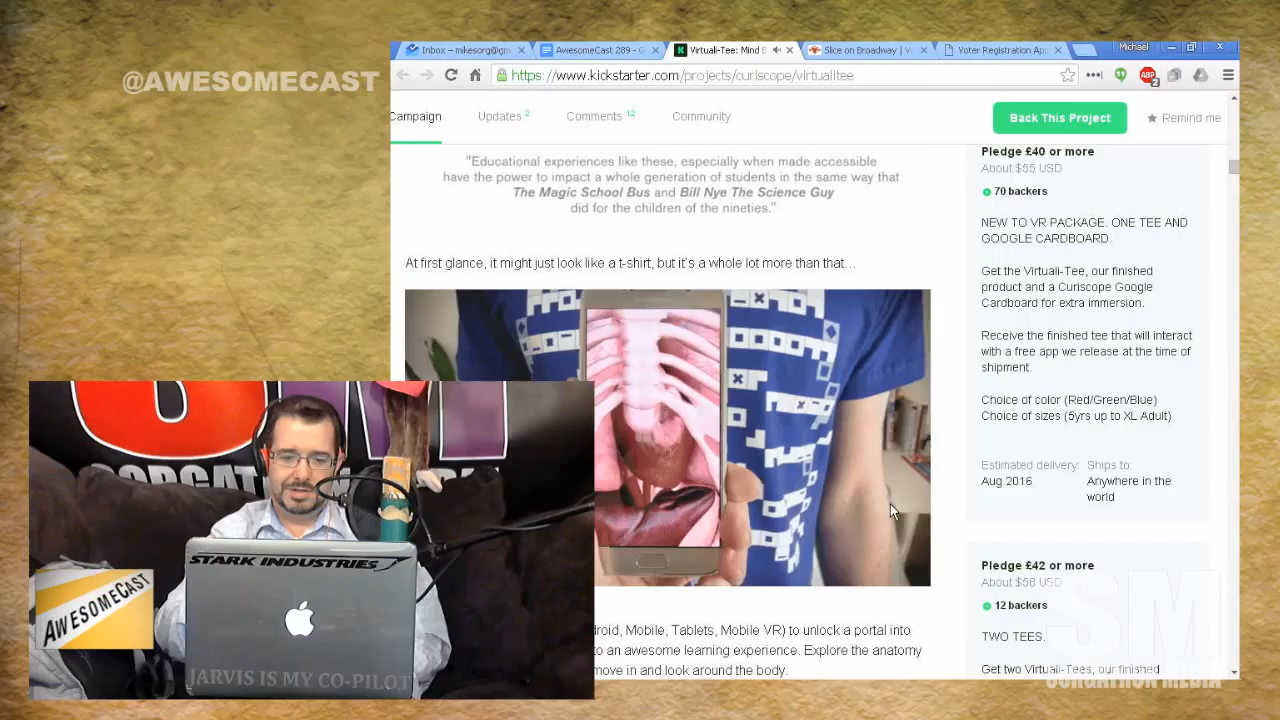 @AWESOMECAST
Inbox – mikesorg@gm
AwesomeCast 289 - G
Virtuali-Tee: Mind B
Slice on Broadway | V
Voter Registration App
Michael
https://www.kickstarter.com/projects/curiscope/virtualitee
ABP
2
Campaign
Updates 2
Comments 12
Community
Back This Project
Remind me
"Educational experiences like these, especially when made accessible
have the power to impact a whole generation of students in the same way that
The Magic School Bus and Bill Nye The Science Guy
did for the children of the nineties."
At first glance, it might just look like a t-shirt, but it's a whole lot more than that...
droid, Mobile, Tablets, Mobile VR) to unlock a portal into
to an awesome learning experience. Explore the anatomy
move in and look around the body.
Pledge £40 or more
About $55 USD
70 backers
NEW TO VR PACKAGE. ONE TEE AND
GOOGLE CARDBOARD.
Get the Virtuali-Tee, our finished
product and a Curiscope Google
Cardboard for extra immersion.
Receive the finished tee that will interact
with a free app we release at the time of
shipment.
Choice of color (Red/Green/Blue)
Choice of sizes (5yrs up to XL Adult)
Estimated delivery:
Aug 2016
Ships to:
Anywhere in the
world
Pledge £42 or more
About $58 USD
12 backers
TWO TEES.
Get two Virtuali-Tees, our finished
SM
SORGATRON MEDIA
STARK INDUSTRIES
JARVIS IS MY CO-PILOT
AWESOMECAST